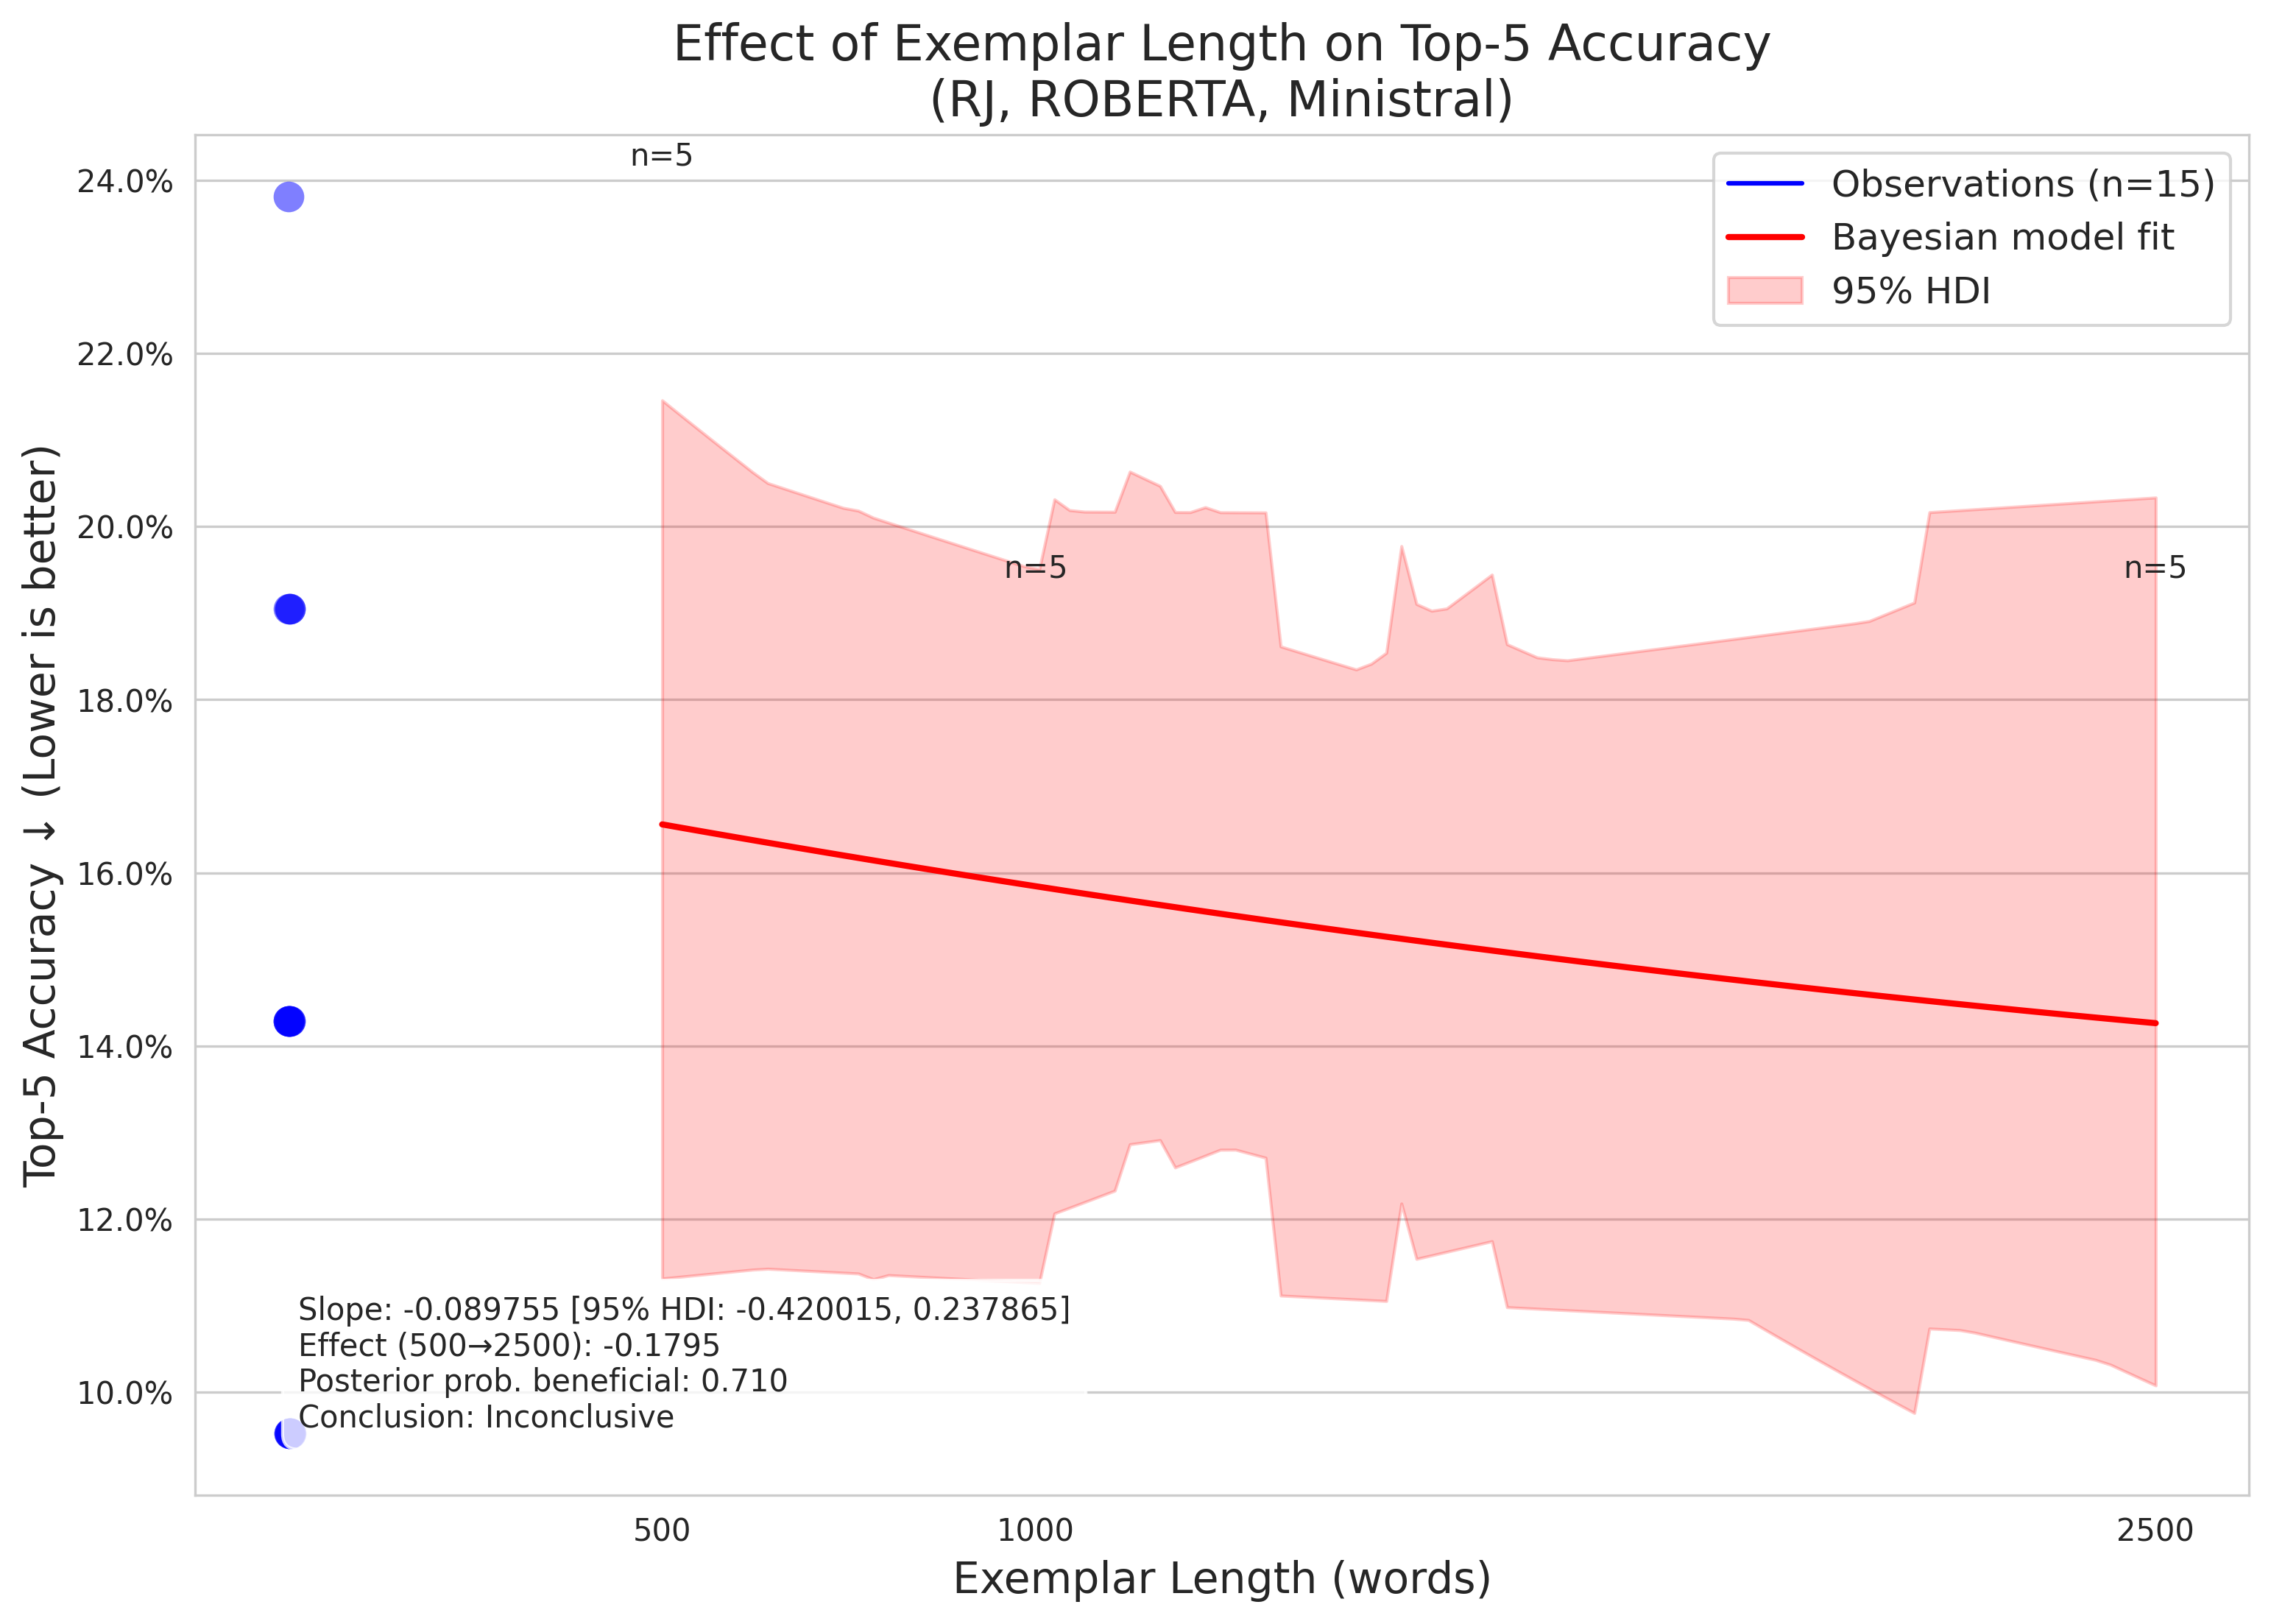 Effect of Exemplar Length on Top-5 Accuracy
(RJ, ROBERTA, Ministral)
n=5
n=5
n=5
Observations (n=15)
Bayesian model fit
95% HDI
24.0%
22.0%
20.0%
18.0%
16.0%
14.0%
12.0%
10.0%
Top-5 Accuracy ↓ (Lower is better)
Slope: -0.089755 [95% HDI: -0.420015, 0.237865]
Effect (500→2500): -0.1795
Posterior prob. beneficial: 0.710
Conclusion: Inconclusive
500
1000
2500
Exemplar Length (words)